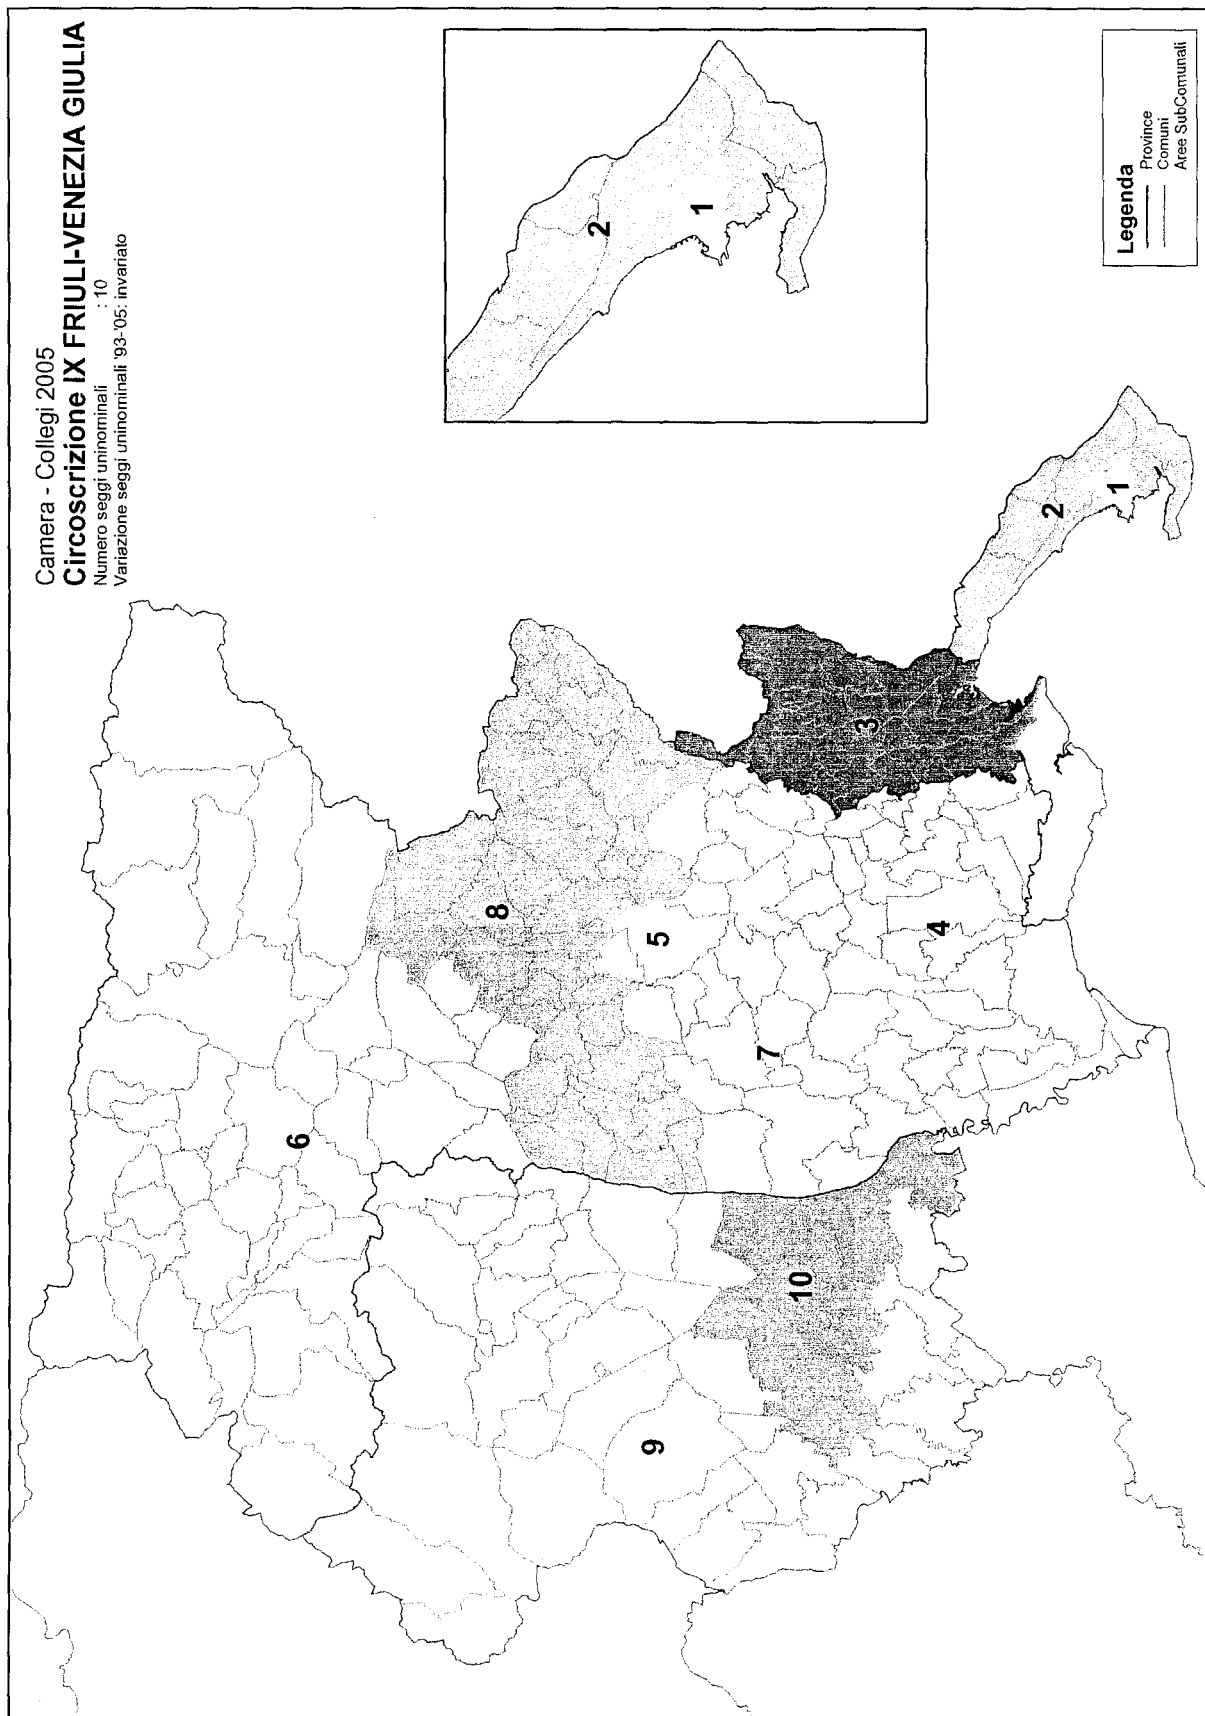 Camera - Collegi 2005
Circoscrizione IX FRIULI-VENEZIA GIULIA
Numero seggi uninominali : 10
Variazione seggi uninominali '93-'05: invariato
2
1
Legenda
Province
Comuni
Aree SubComunali
6
8
5
3
9
10
7
4
2
1